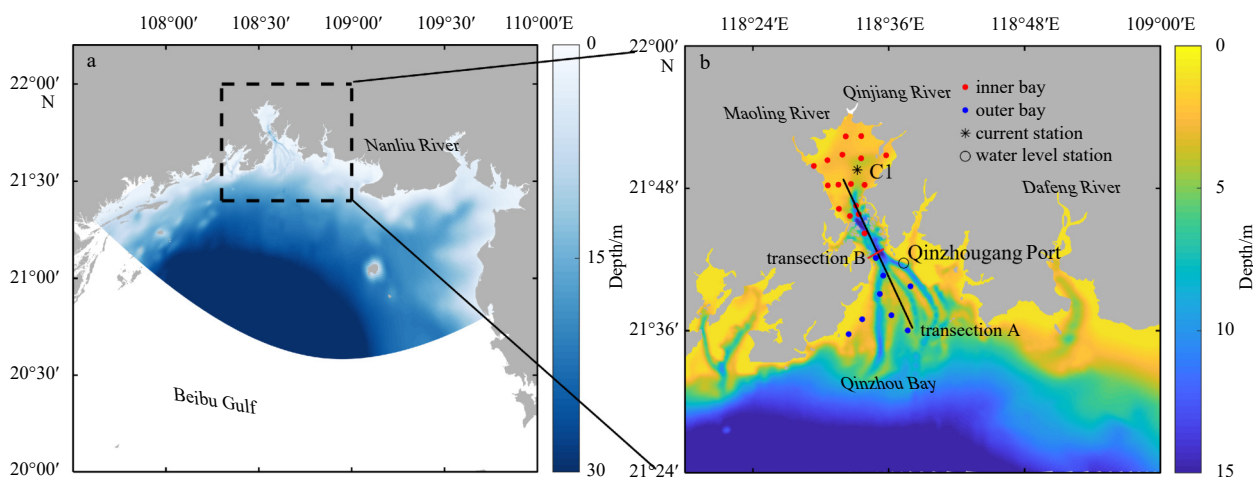 108°00′
108°30′
109°00′
109°30′
110°00′
22°00′
N
21°30′
21°00′
20°30′
20°00′
a
Nanliu River
Beibu Gulf
0
15
30
Depth/m
118°24′E
118°36′E
118°48′E
109°00′E
22°00′
N
21°48′
21°36′
21°24′
b
Qinjiang River
Maoling River
inner bay
outer bay
current station
water level station
C1
Dafeng River
transection B
Qinzhougang Port
transection A
Qinzhou Bay
0
5
10
15
Depth/m